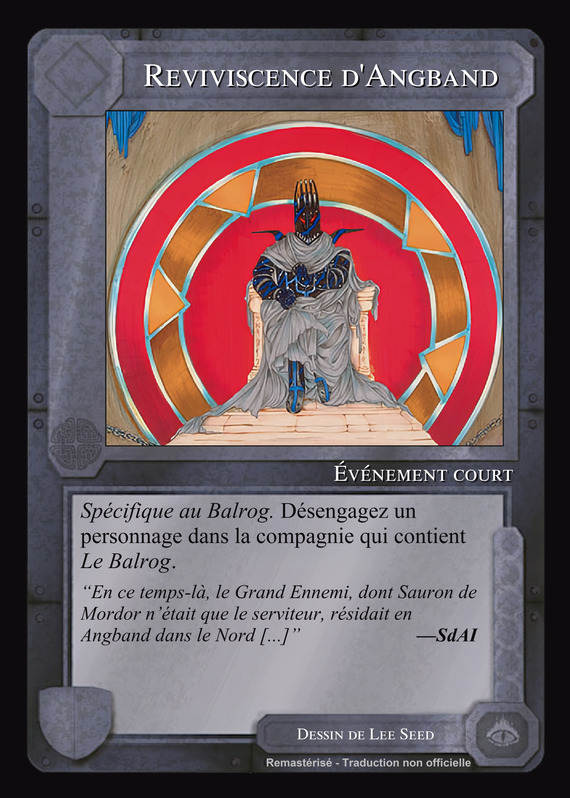 Reviviscence d'Angband
Événement court
Spécifique au Balrog. Désengagez un
personnage dans la compagnie qui contient
Le Balrog.
“En ce temps-là, le Grand Ennemi, dont Sauron de
Mordor n’était que le serviteur, résidait en
Angband dans le Nord [...]” —SdAI
Dessin de Lee Seed
Remastérisé - Traduction non officielle